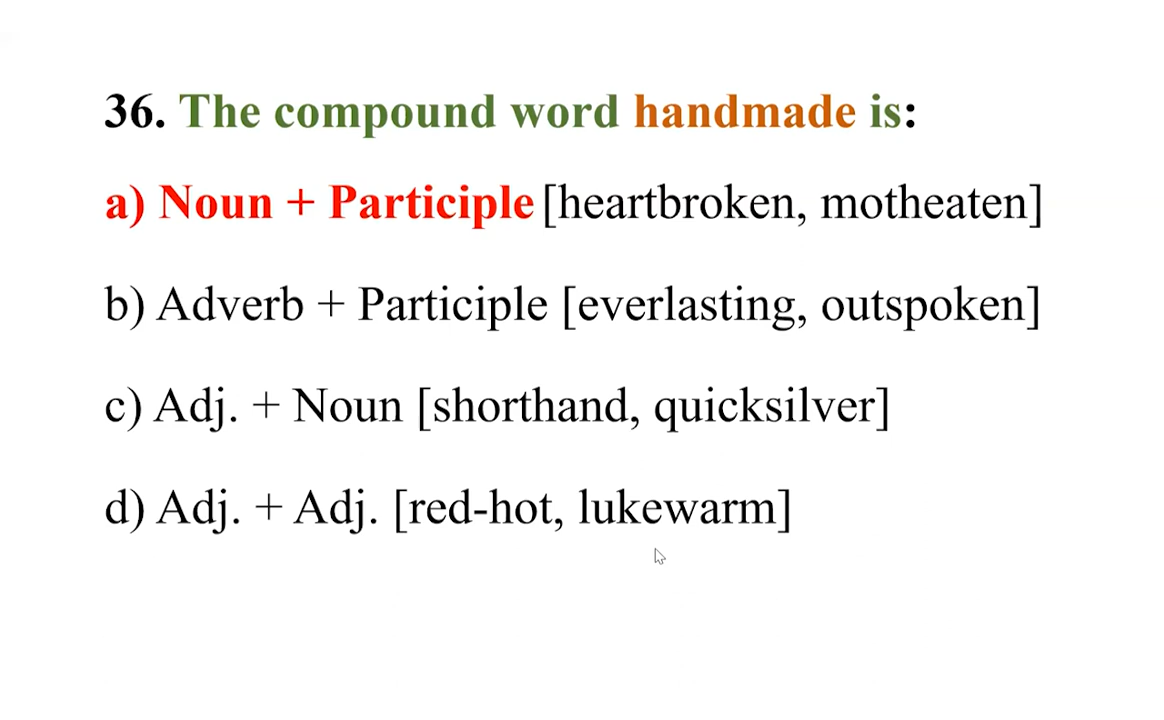 36. The compound word handmade is:
a) Noun + Participle [heartbroken, motheaten]
b) Adverb + Participle [everlasting, outspoken]
c) Adj. + Noun [shorthand, quicksilver]
d) Adj. + Adj. [red-hot, lukewarm]